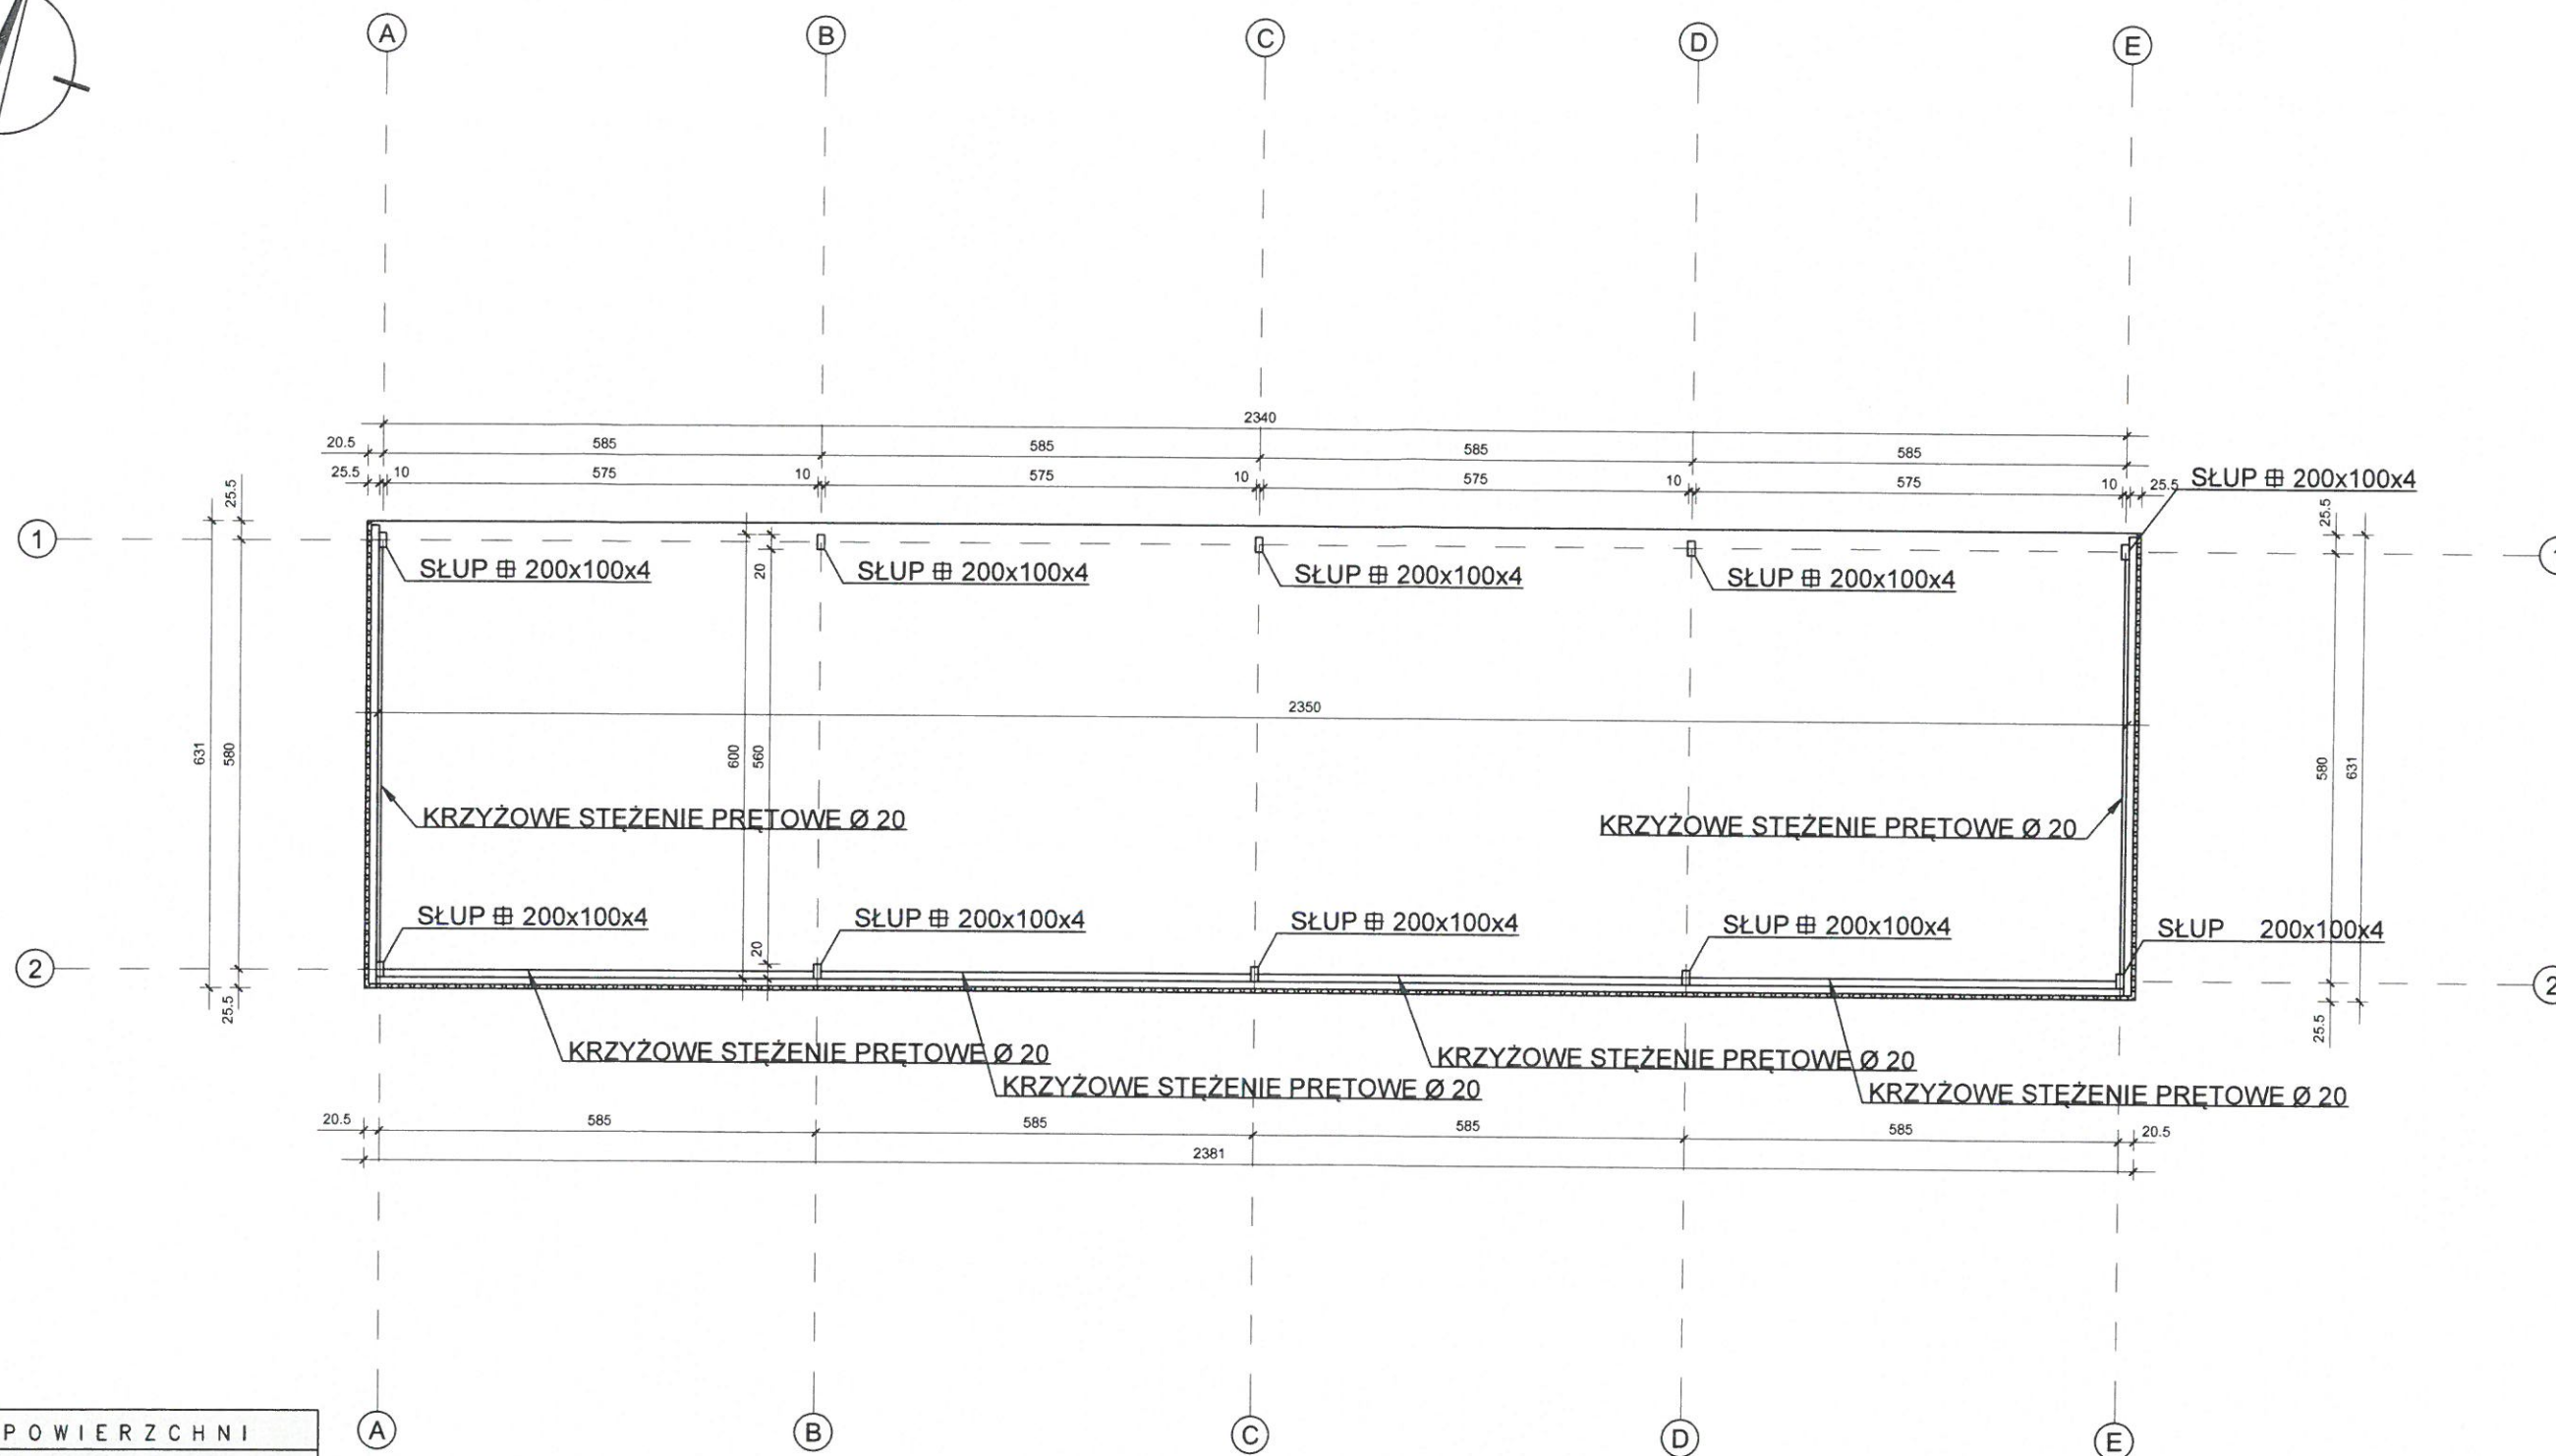 A B C D E
2340
20.5 585 585 585 585
25.5 10 575 10 575 10 575 10 575 10 25.5
SŁUP 200x100x4
25.5 25.5
1 1
SŁUP 200x100x4 SŁUP 200x100x4 SŁUP 200x100x4 SŁUP 200x100x4
20
2350
631 580 600 560 580 631
KRZYŻOWE STĘŻENIE PRĘTOWE Ø 20 KRZYŻOWE STĘŻENIE PRĘTOWE Ø 20
SŁUP 200x100x4 SŁUP 200x100x4 SŁUP 200x100x4 SŁUP 200x100x4 SŁUP 200x100x4
20
2 2
25.5 25.5
KRZYŻOWE STĘŻENIE PRĘTOWE Ø 20 KRZYŻOWE STĘŻENIE PRĘTOWE Ø 20
KRZYŻOWE STĘŻENIE PRĘTOWE Ø 20 KRZYŻOWE STĘŻENIE PRĘTOWE Ø 20
20.5 585 585 585 585 20.5
2381
POWIERZCHNI
A B C D E